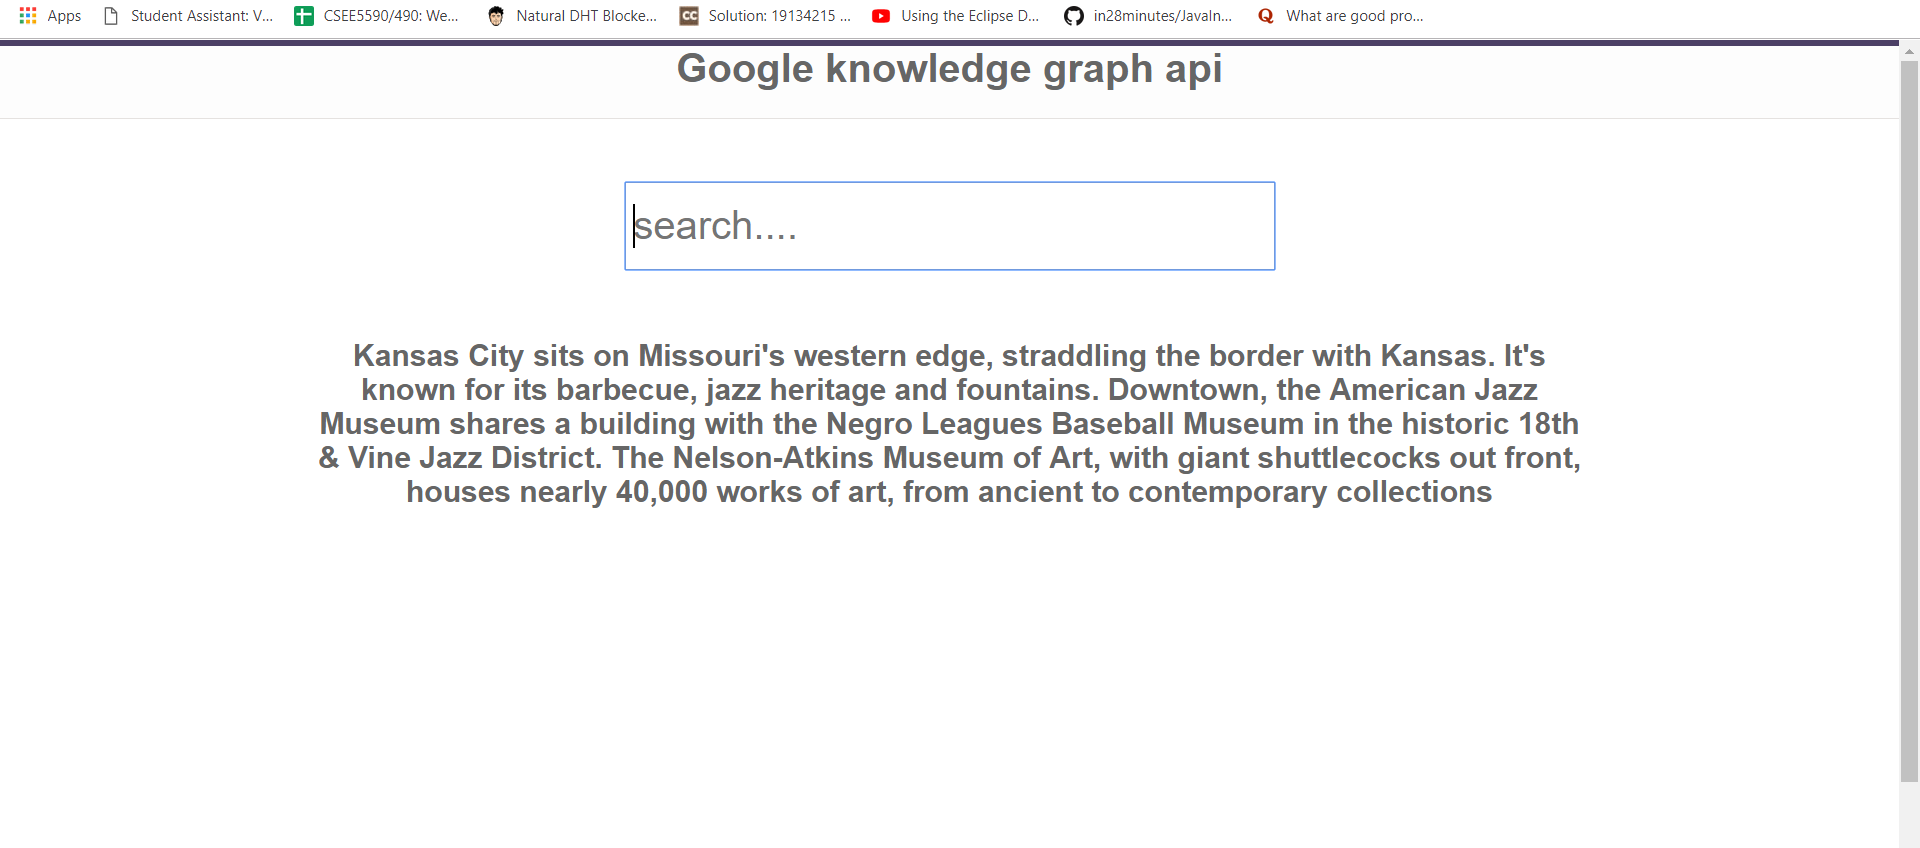 Apps Student Assistant: V... CSEE5590/490: We... Natural DHT Blocke... CC Solution: 19134215 ... Using the Eclipse D... in28minutes/JavaIn... Q What are good pro...
Google knowledge graph api
search....
Kansas City sits on Missouri's western edge, straddling the border with Kansas. It's
known for its barbecue, jazz heritage and fountains. Downtown, the American Jazz
Museum shares a building with the Negro Leagues Baseball Museum in the historic 18th
& Vine Jazz District. The Nelson-Atkins Museum of Art, with giant shuttlecocks out front,
houses nearly 40,000 works of art, from ancient to contemporary collections